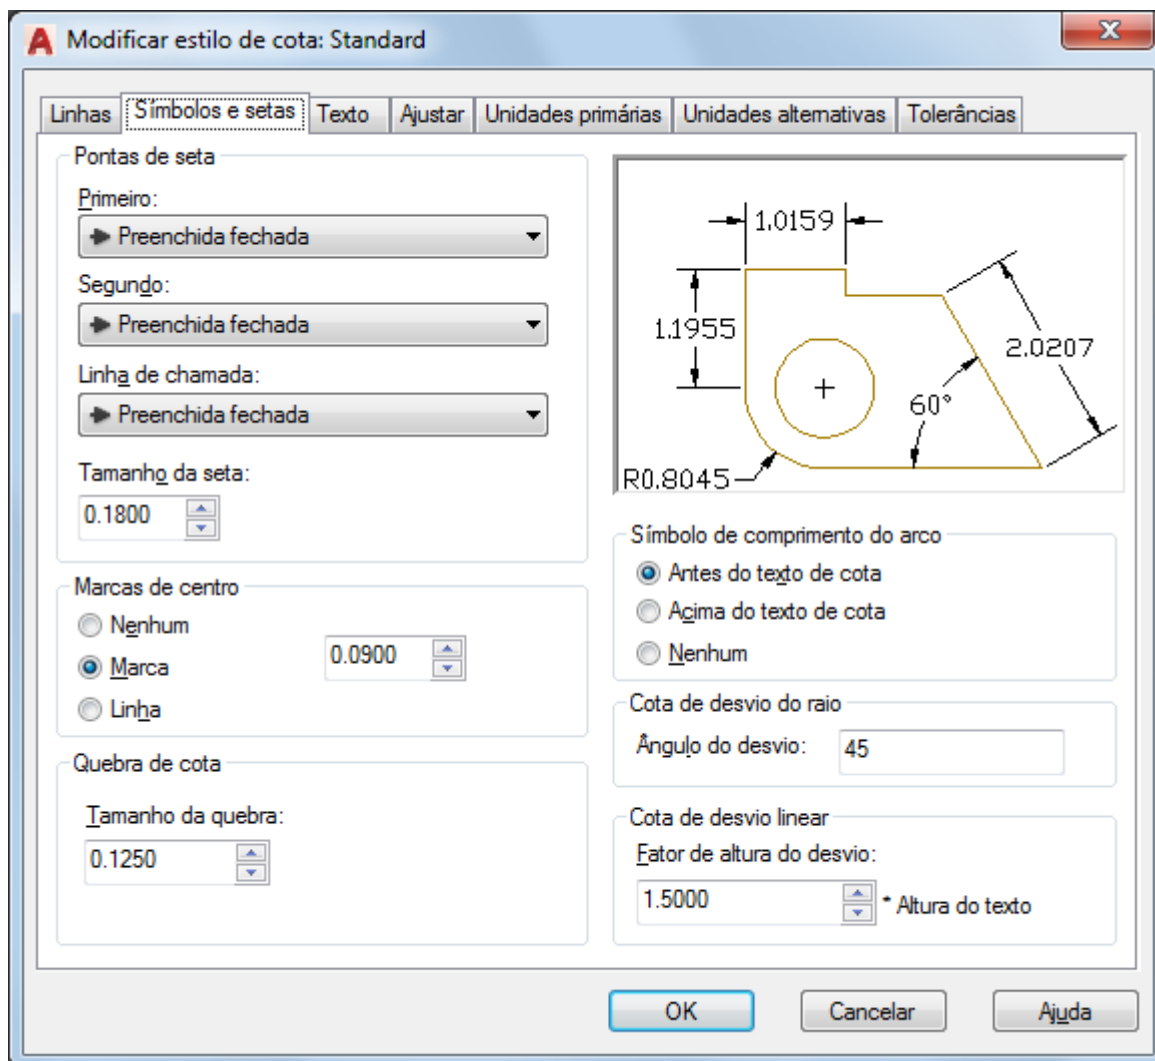 Modificar estilo de cota: Standard
Linhas Símbolos e setas Texto Ajustar Unidades primárias Unidades alternativas Tolerâncias
Pontas de seta
Primeiro:
Preenchida fechada
Segundo:
Preenchida fechada
Linha de chamada:
Preenchida fechada
Tamanho da seta:
0.1800
Marcas de centro
Nenhum
Marca
0.0900
Linha
Quebra de cota
Tamanho da quebra:
0.1250
1.0159
1.1955
2.0207
60°
R0.8045
Símbolo de comprimento do arco
Antes do texto de cota
Acima do texto de cota
Nenhum
Cota de desvio do raio
Ângulo do desvio: 45
Cota de desvio linear
Fator de altura do desvio:
1.5000 * Altura do texto
OK Cancelar Ajuda